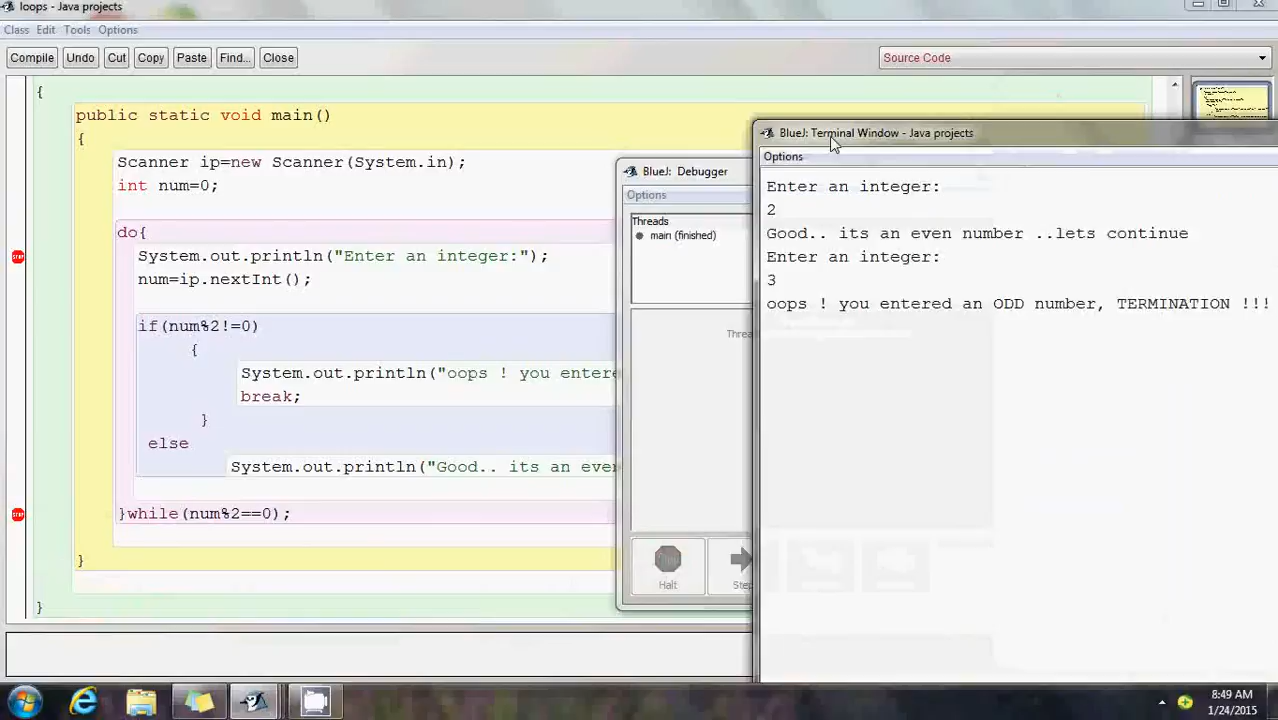 loops - Java projects
Class Edit Tools Options
Compile Undo Cut Copy Paste Find... Close Source Code
{
public static void main()
{
Scanner ip=new Scanner(System.in);
int num=0;
do{
System.out.println("Enter an integer:");
num=ip.nextInt();
if(num%2!=0)
{
System.out.println("oops ! you entere
break;
}
else
System.out.println("Good.. its an even
}while(num%2==0);
}
}
BlueJ: Debugger
Options
Threads
main (finished)
Threa
Halt
Step
BlueJ: Terminal Window - Java projects
Options
Enter an integer:
2
Good.. its an even number ..lets continue
Enter an integer:
3
oops ! you entered an ODD number, TERMINATION !!!
8:49 AM
1/24/2015